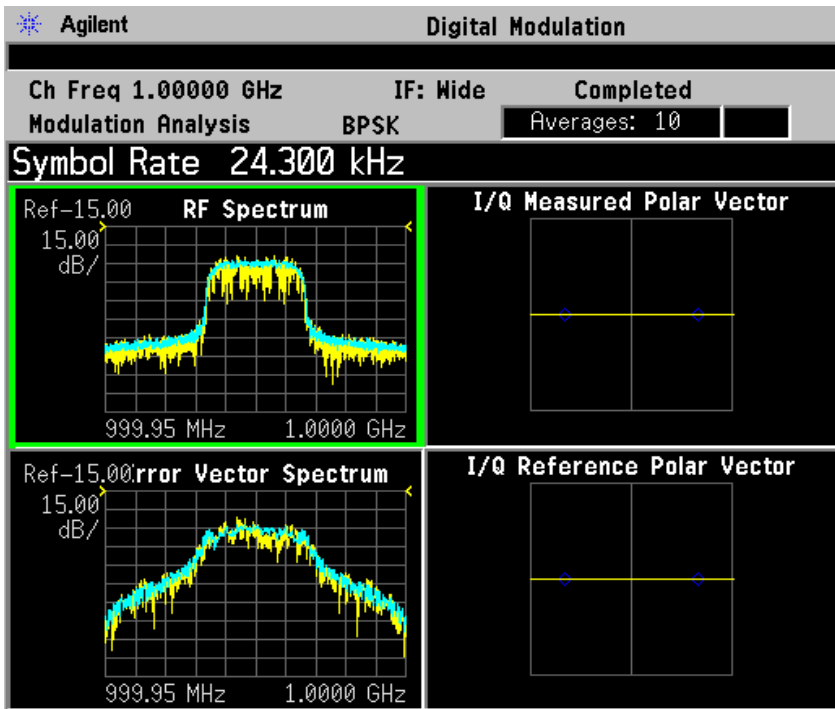 Agilent Digital Modulation
Ch Freq 1.00000 GHz IF: Wide Completed
Modulation Analysis BPSK Averages: 10
Symbol Rate 24.300 kHz
Ref-15.00 RF Spectrum
15.00
dB/
999.95 MHz 1.0000 GHz
I/Q Measured Polar Vector
Ref-15.00 rror Vector Spectrum
15.00
dB/
999.95 MHz 1.0000 GHz
I/Q Reference Polar Vector